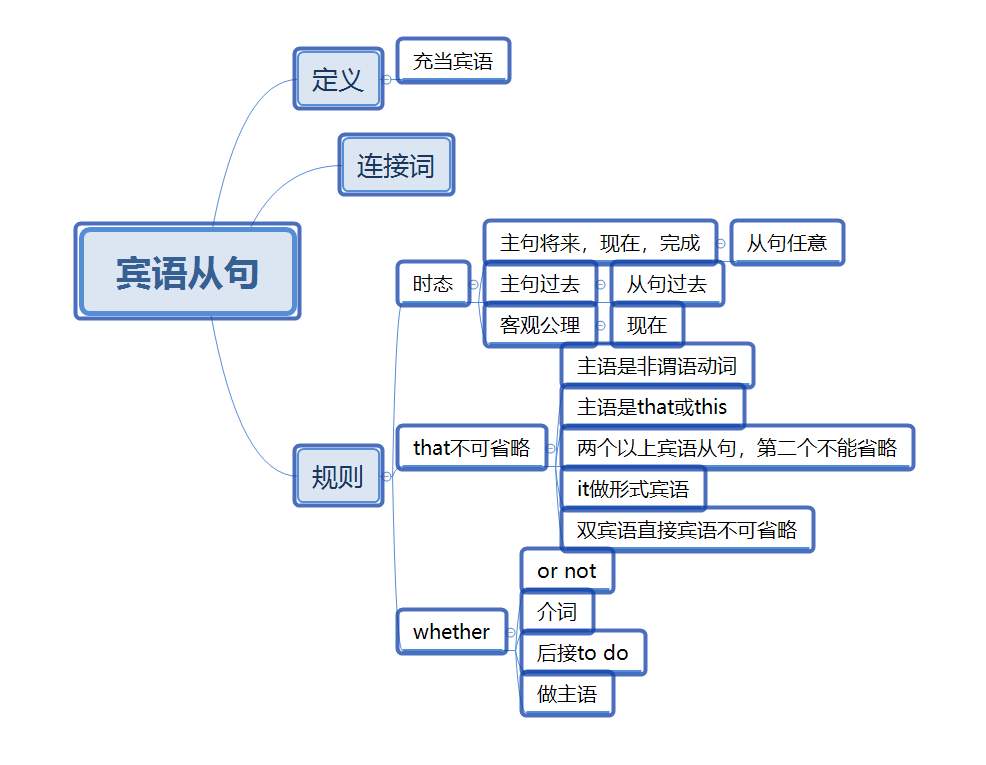 宾语从句
定义
充当宾语
连接词
规则
时态
主句将来，现在，完成
从句任意
主句过去
从句过去
客观公理
现在
that不可省略
主语是非谓语动词
主语是that或this
两个以上宾语从句，第二个不能省略
it做形式宾语
双宾语直接宾语不可省略
whether
or not
介词
后接to do
做主语